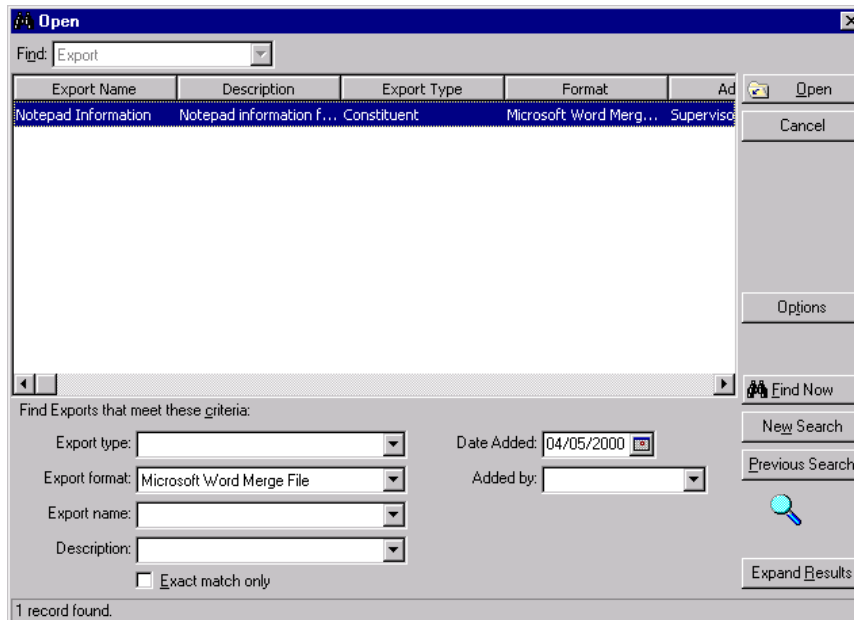 Open
Find: Export
Export Name Description Export Type Format Ad
Open
Notepad Information Notepad information f... Constituent Microsoft Word Merg... Superviso
Cancel
Options
Find Now
Find Exports that meet these criteria:
New Search
Export type: Date Added: 04/05/2000
Previous Search
Export format: Microsoft Word Merge File Added by:
Export name:
Description:
Expand Results
Exact match only
1 record found.